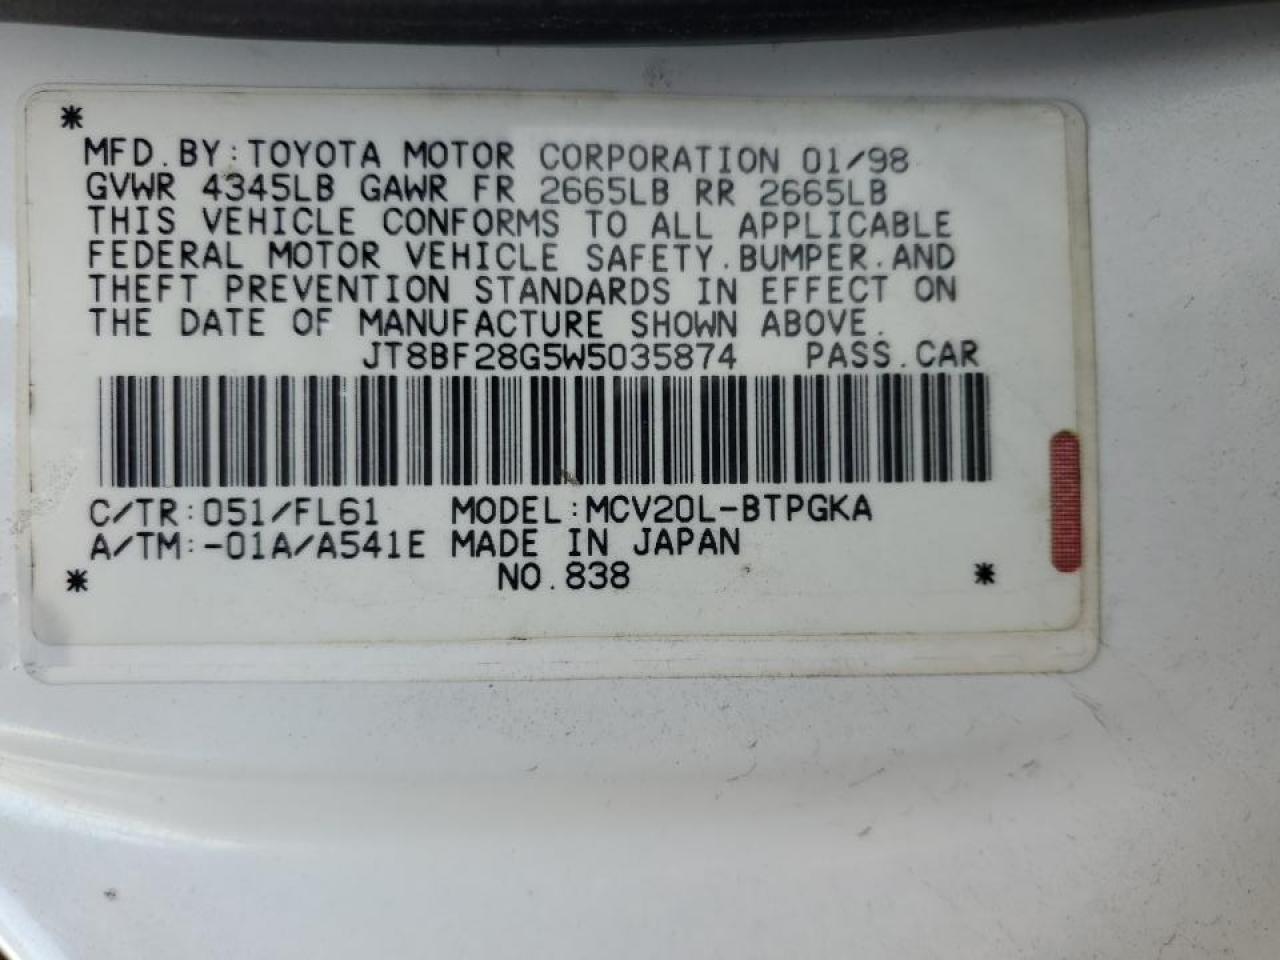 *
MFD.BY:TOYOTA MOTOR CORPORATION 01/98
GVWR 4345LB GAWR FR 2665LB RR 2665LB
THIS VEHICLE CONFORMS TO ALL APPLICABLE
FEDERAL MOTOR VEHICLE SAFETY.BUMPER.AND
THEFT PREVENTION STANDARDS IN EFFECT ON
THE DATE OF MANUFACTURE SHOWN ABOVE.
JT8BF28G5W5035874 PASS.CAR
C/TR:051/FL61 MODEL:MCV20L-BTPGKA
A/TM:-01A/A541E MADE IN JAPAN
* NO.838 *